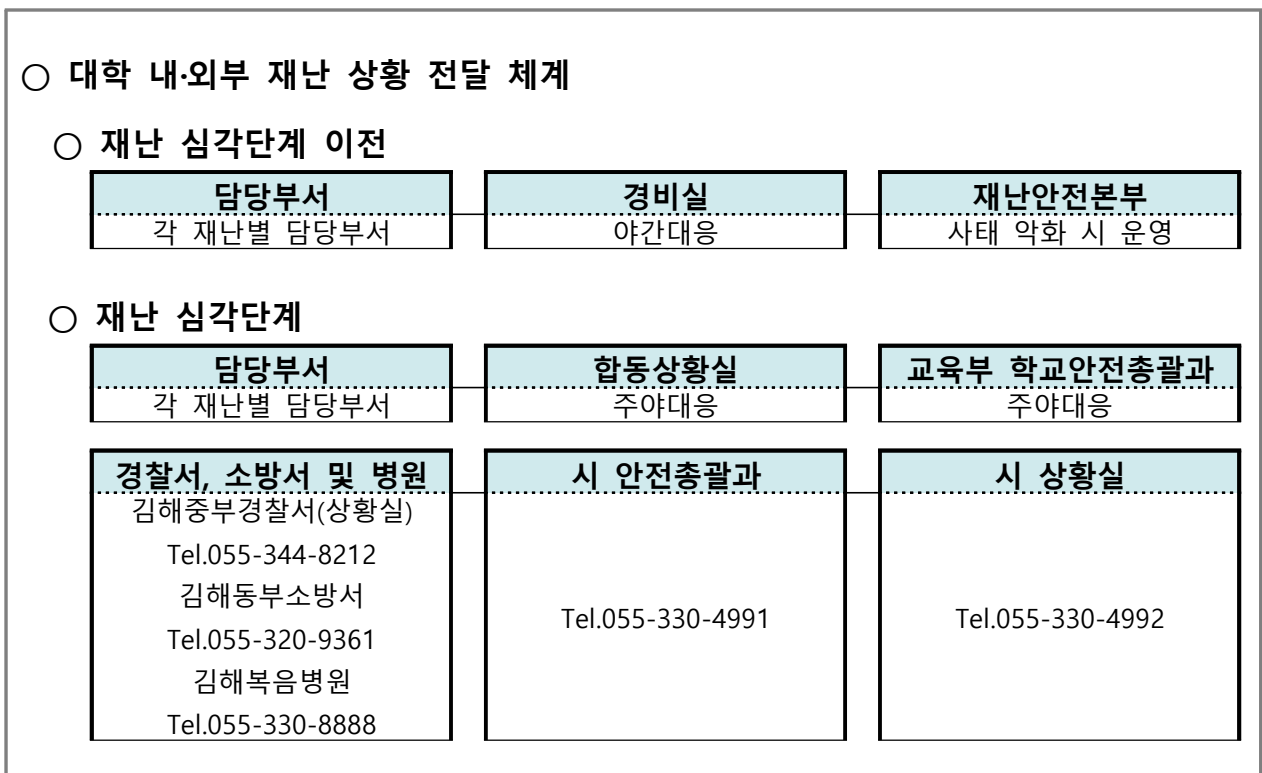 ○ 대학 내·외부 재난 상황 전달 체계
○ 재난 심각단계 이전
담당부서
각 재난별 담당부서
경비실
야간대응
재난안전본부
사태 악화 시 운영
○ 재난 심각단계
담당부서
각 재난별 담당부서
합동상황실
주야대응
교육부 학교안전총괄과
주야대응
경찰서, 소방서 및 병원
김해중부경찰서(상황실)
Tel.055-344-8212
김해동부소방서
Tel.055-320-9361
김해복음병원
Tel.055-330-8888
시 안전총괄과
Tel.055-330-4991
시 상황실
Tel.055-330-4992